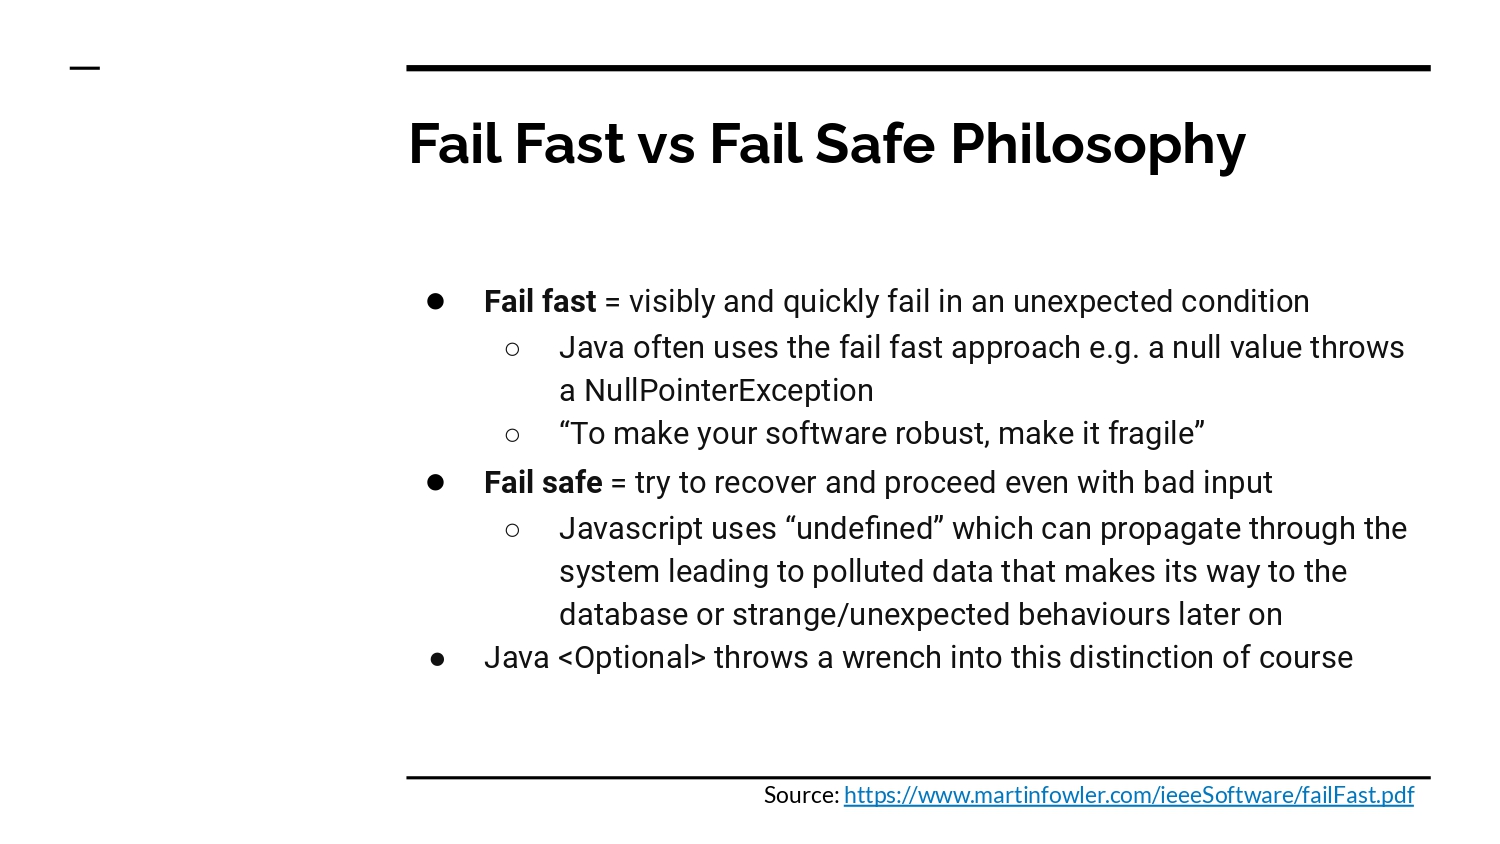 Fail Fast vs Fail Safe Philosophy
● Fail fast = visibly and quickly fail in an unexpected condition
○ Java often uses the fail fast approach e.g. a null value throws
a NullPointerException
○ “To make your software robust, make it fragile”
● Fail safe = try to recover and proceed even with bad input
○ Javascript uses “undefined” which can propagate through the
system leading to polluted data that makes its way to the
database or strange/unexpected behaviours later on
● Java <Optional> throws a wrench into this distinction of course
Source: https://www.martinfowler.com/ieeeSoftware/failFast.pdf